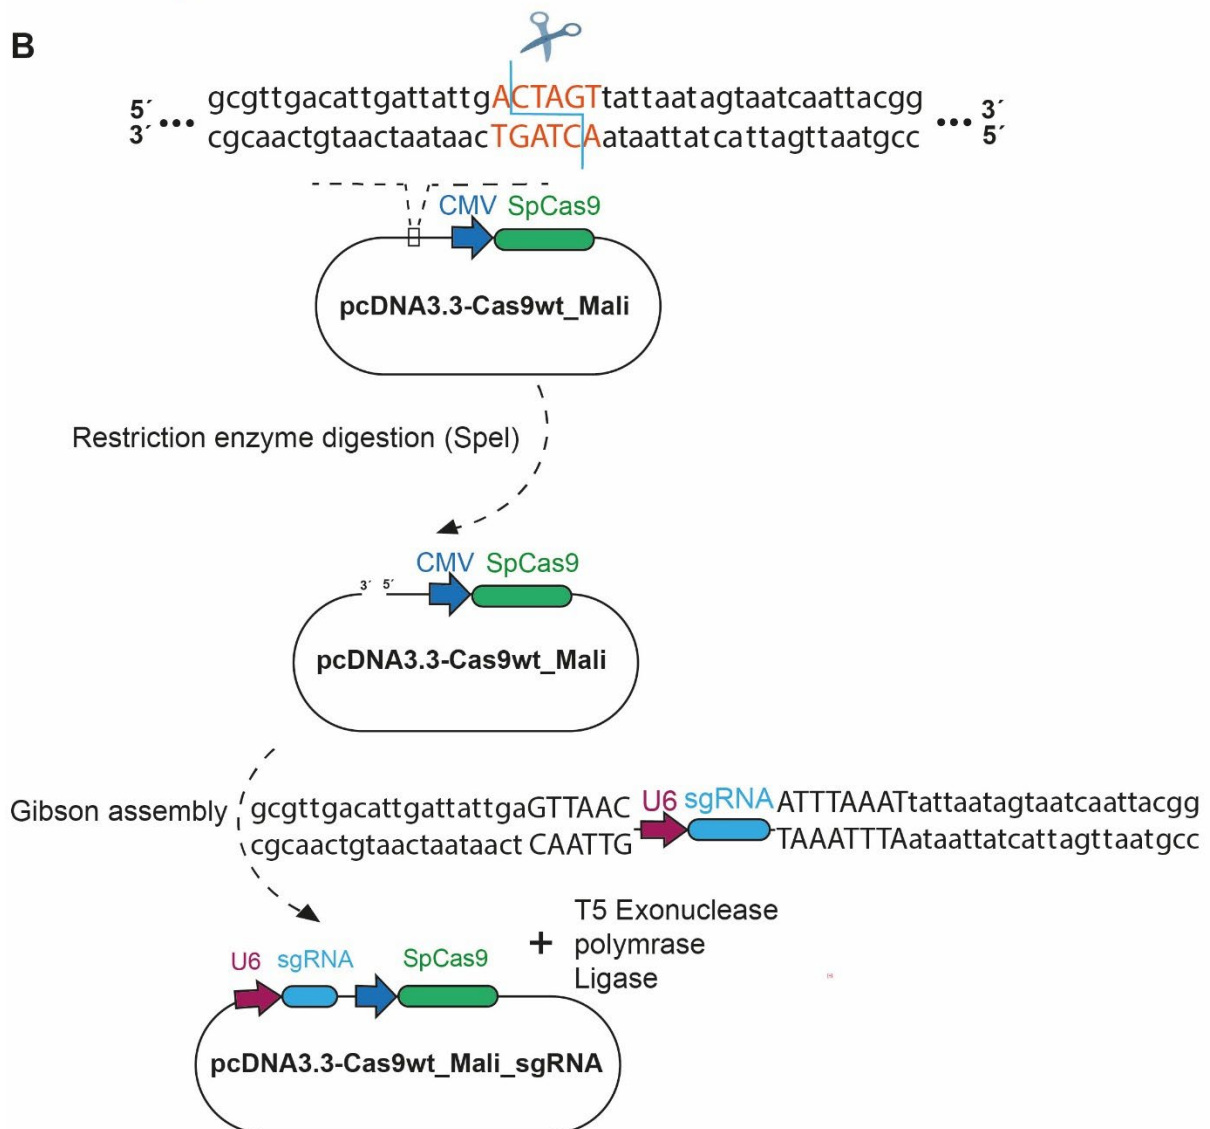 B
5´ ... gcgttgacattgattattgACTAGTtattaatagtaatcaattacgg ... 3´
3´ ... cgcaactgtaactaataacTGATCAataattatcattagttaatgcc ... 5´
CMV SpCas9
pcDNA3.3-Cas9wt_Mali
Restriction enzyme digestion (SpeI)
CMV SpCas9
3´ 5´
pcDNA3.3-Cas9wt_Mali
Gibson assembly
gcgttgacattgattattgaGTTAAC U6 sgRNA ATTTAAATtattaatagtaatcaattacgg
cgcaactgtaactaataact CAATTG TAAATTTAataattatcattagttaatgcc
T5 Exonuclease
+ polymrase
Ligase
U6 sgRNA SpCas9
pcDNA3.3-Cas9wt_Mali_sgRNA